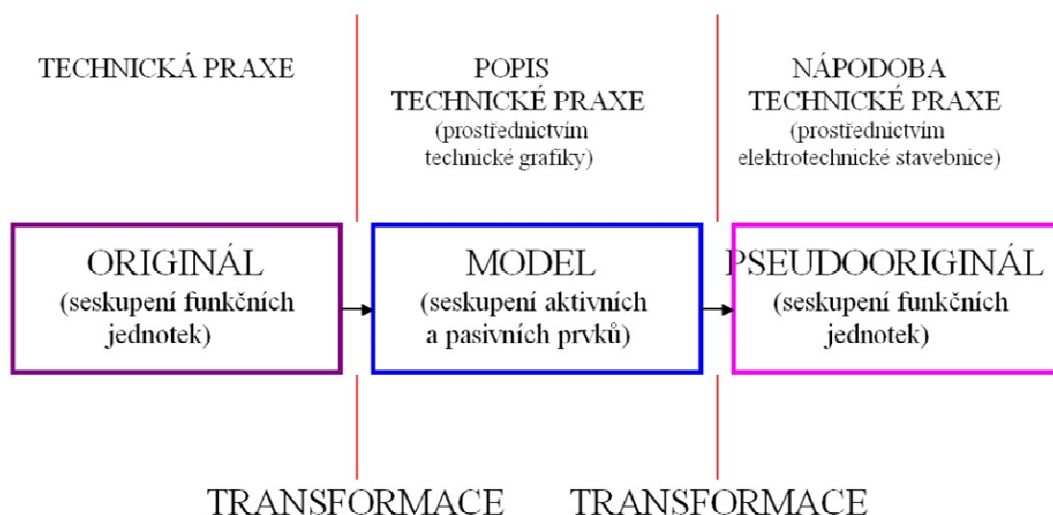 TECHNICKÁ PRAXE
POPIS
TECHNICKÉ PRAXE
(prostřednictvím
technické grafiky)
NÁPODOBA
TECHNICKÉ PRAXE
(prostřednictvím
elektrotechnické stavebnice)
ORIGINÁL
(seskupení funkčních
jednotek)
MODEL
(seskupení aktivních
a pasivních prvků)
PSEUDOORIGINÁL
(seskupení funkčních
jednotek)
TRANSFORMACE
TRANSFORMACE